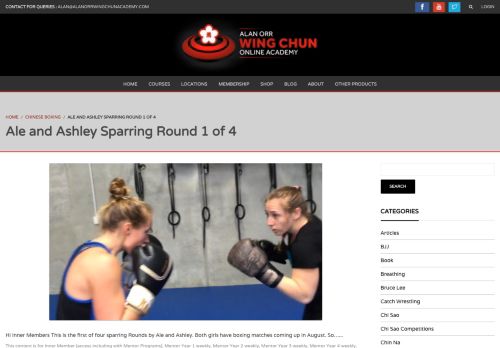 CONTACT FOR QUERIES : ALAN@ALANORRWINGCHUNACADEMY.COM
LOGIN
ALAN ORR
WING CHUN
ONLINE ACADEMY
HOME COURSES LOCATIONS MEMBERSHIP SHOP BLOG ABOUT OTHER PRODUCTS
HOME / CHINESE BOXING / ALE AND ASHLEY SPARRING ROUND 1 OF 4
Ale and Ashley Sparring Round 1 of 4
SEARCH
CATEGORIES
Articles
BJJ
Book
Breathing
Bruce Lee
Catch Wrestling
Chi Sao
Chi Sao Competitions
Chin Na
Hi Inner Members This is the first of four sparring Rounds by Ale and Ashley. Both girls have boxing matches coming up in August. So......
This content is for Inner Member (access including with Mentor Programs), Mentor Year 1-weekly, Mentor Year 2-weekly, Mentor Year 3-weekly, Mentor Year 4-weekly,